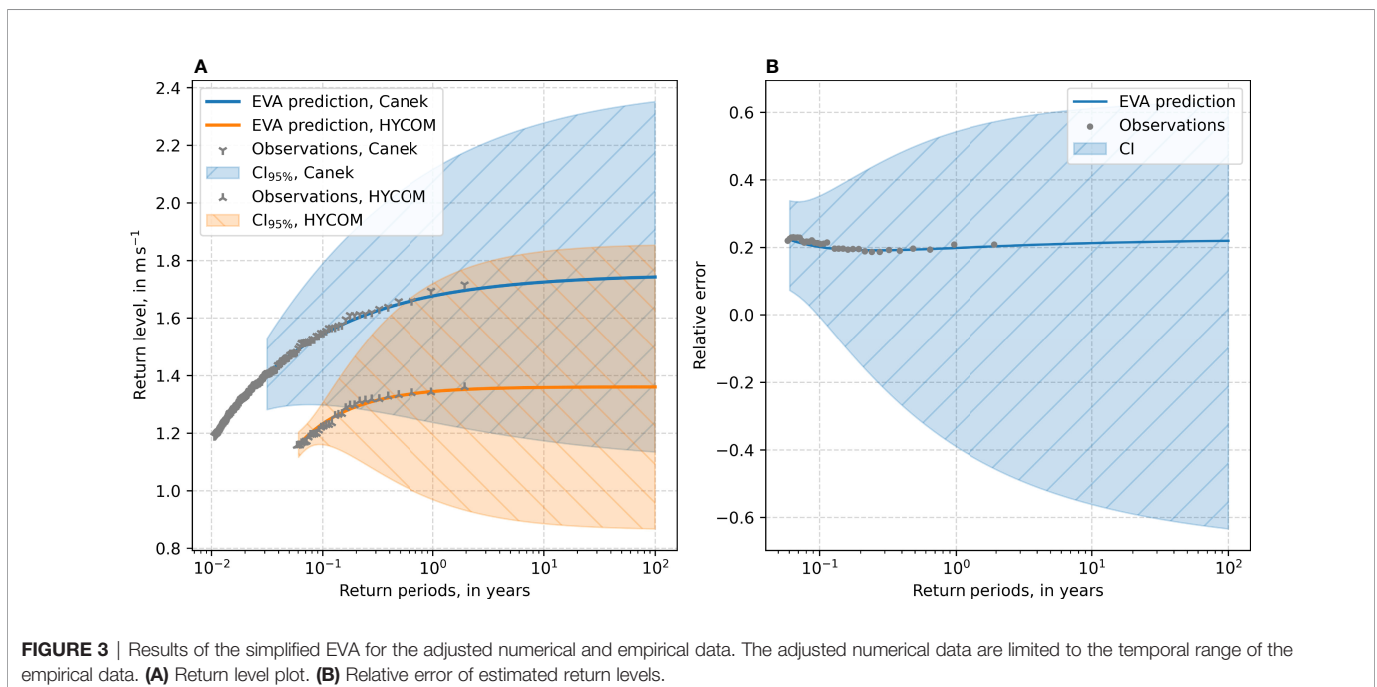 A
2.4
2.2
2.0
1.8
1.6
1.4
1.2
1.0
0.8
Return level, in m s⁻¹
EVA prediction, Canek
EVA prediction, HYCOM
Observations, Canek
CI₉₅%, Canek
Observations, HYCOM
CI₉₅%, HYCOM
10⁻² 10⁻¹ 10⁰ 10¹ 10²
Return periods, in years
B
0.6
0.4
0.2
0.0
−0.2
−0.4
−0.6
Relative error
EVA prediction
Observations
CI
10⁻¹ 10⁰ 10¹ 10²
Return periods, in years
FIGURE 3 | Results of the simplified EVA for the adjusted numerical and empirical data. The adjusted numerical data are limited to the temporal range of the
empirical data. (A) Return level plot. (B) Relative error of estimated return levels.